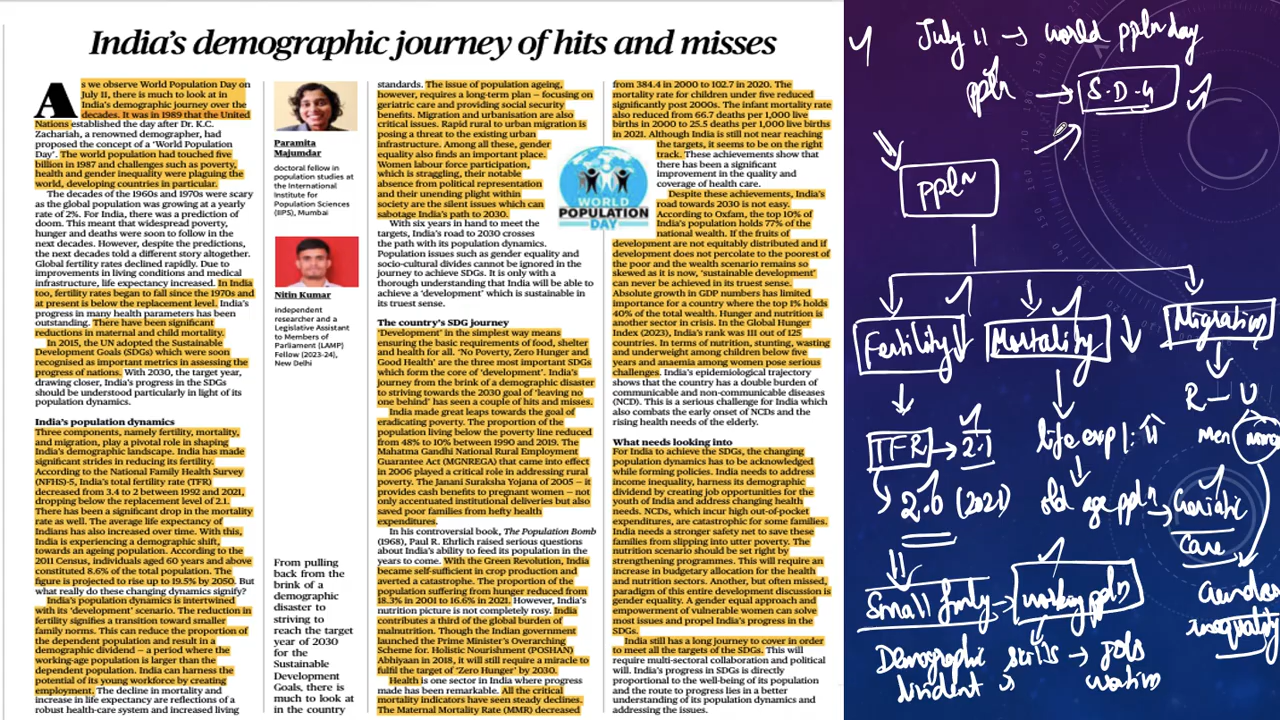 India's demographic journey of hits and misses
As we observe World Population Day on
July 11, there is much to look at in
India's demographic journey over the
decades. It was in 1989 that the United
Nations established the day after Dr. K.C.
Zachariah, a renowned demographer, had
proposed the concept of a 'World Population
Day'. The world population had touched five
billion in 1987 and challenges such as poverty,
health and gender inequality were plaguing the
world, developing countries in particular.
The decades of the 1960s and 1970s were scary
as the global population was growing at a yearly
rate of 2%. For India, there was a prediction of
doom. This meant that widespread poverty,
hunger and deaths were soon to follow in the
next decades. However, despite the predictions,
the next decades told a different story altogether.
Global fertility rates declined rapidly. Due to
improvements in living conditions and medical
infrastructure, life expectancy increased. In India
too, fertility rates began to fall since the 1970s and
at present is below the replacement level. India's
progress in many health parameters has been
outstanding. There have been significant
reductions in maternal and child mortality.
In 2015, the UN adopted the Sustainable
Development Goals (SDGs) which were soon
recognised as important metrics in assessing the
progress of nations. With 2030, the target year,
drawing closer, India's progress in the SDGs
should be understood particularly in light of its
population dynamics.
India's population dynamics
Three components, namely fertility, mortality,
and migration, play a pivotal role in shaping
India's demographic landscape. India has made
significant strides in reducing its fertility.
According to the National Family Health Survey
(NFHS)-5, India's total fertility rate (TFR)
decreased from 3.4 to 2 between 1992 and 2021,
dropping below the replacement level of 2.1.
There has been a significant drop in the mortality
rate as well. The average life expectancy of
Indians has also increased over time. With this,
India is experiencing a demographic shift,
towards an ageing population. According to the
2011 Census, individuals aged 60 years and above
constituted 8.6% of the total population. The
figure is projected to rise up to 19.5% by 2050. But
what really do these changing dynamics signify?
India's population dynamics is intertwined
with its 'development' scenario. The reduction in
fertility signifies a transition toward smaller
family norms. This can reduce the proportion of
the dependent population and result in a
demographic dividend – a period where the
working-age population is larger than the
dependent population. India can harness the
potential of its young workforce by creating
employment. The decline in mortality and
increase in life expectancy are reflections of a
robust health-care system and increased living
Paramita
Majumdar
doctoral fellow in
population studies at
the International
Institute for
Population Sciences
(IIPS), Mumbai
Nitin Kumar
independent
researcher and a
Legislative Assistant
to Members of
Parliament (LAMP)
Fellow (2023-24),
New Delhi
From pulling
back from the
brink of a
demographic
disaster to
striving to
reach the target
year of 2030
for the
Sustainable
Development
Goals, there is
much to look at
in the country
standards. The issue of population ageing,
however, requires a long-term plan – focusing on
geriatric care and providing social security
benefits. Migration and urbanisation are also
critical issues. Rapid rural to urban migration is
posing a threat to the existing urban
infrastructure. Among all these, gender
equality also finds an important place.
Women labour force participation,
which is struggling, their notable
absence from political representation
and their unending plight within
society are the silent issues which can
sabotage India's path to 2030.
With six years in hand to meet the
targets, India's road to 2030 crosses
the path with its population dynamics.
Population issues such as gender equality and
socio-cultural divides cannot be ignored in the
journey to achieve SDGs. It is only with a
thorough understanding that India will be able to
achieve a 'development' which is sustainable in
its truest sense.
The country's SDG journey
'Development' in the simplest way means
ensuring the basic requirements of food, shelter
and health for all. 'No Poverty, Zero Hunger and
Good Health' are the three most important SDGs
which form the core of 'development'. India's
journey from the brink of a demographic disaster
to striving towards the 2030 goal of 'leaving no
one behind' has seen a couple of hits and misses.
India made great leaps towards the goal of
eradicating poverty. The proportion of the
population living below the poverty line reduced
from 48% to 10% between 1990 and 2019. The
Mahatma Gandhi National Rural Employment
Guarantee Act (MGNREGA) that came into effect
in 2006 played a critical role in addressing rural
poverty. The Janani Suraksha Yojana of 2005 – it
provides cash benefits to pregnant women – not
only accentuated institutional deliveries but also
saved poor families from hefty health
expenditures.
In his controversial book, The Population Bomb
(1968), Paul R. Ehrlich raised serious questions
about India's ability to feed its population in the
years to come. With the Green Revolution, India
became self-sufficient in crop production and
averted a catastrophe. The proportion of the
population suffering from hunger reduced from
18.3% in 2001 to 16.6% in 2021. However, India's
nutrition picture is not completely rosy. India
contributes a third of the global burden of
malnutrition. Though the Indian government
launched the Prime Minister's Overarching
Scheme for. Holistic Nourishment (POSHAN)
Abhiyaan in 2018, it will still require a miracle to
fulfil the target of 'Zero Hunger' by 2030.
Health is one sector in India where progress
made has been remarkable. All the critical
mortality indicators have seen steady declines.
The Maternal Mortality Rate (MMR) decreased
WORLD
POPULATION
DAY
from 384.4 in 2000 to 102.7 in 2020. The
mortality rate for children under five reduced
significantly post 2000s. The infant mortality rate
also reduced from 66.7 deaths per 1,000 live
births in 2000 to 25.5 deaths per 1,000 live births
in 2021. Although India is still not near reaching
the targets, it seems to be on the right
track. These achievements show that
there has been a significant
improvement in the quality and
coverage of health care.
Despite these achievements, India's
road towards 2030 is not easy.
According to Oxfam, the top 10% of
India's population holds 77% of the
national wealth. If the fruits of
development are not equitably distributed and if
development does not percolate to the poorest of
the poor and the wealth scenario remains so
skewed as it is now, 'sustainable development'
can never be achieved in its truest sense.
Absolute growth in GDP numbers has limited
importance for a country where the top 1% holds
40% of the total wealth. Hunger and nutrition is
another sector in crisis. In the Global Hunger
Index (2023), India's rank was 111 out of 125
countries. In terms of nutrition, stunting, wasting
and underweight among children below five
years and anaemia among women pose serious
challenges. India's epidemiological trajectory
shows that the country has a double burden of
communicable and non-communicable diseases
(NCD). This is a serious challenge for India which
also combats the early onset of NCDs and the
rising health needs of the elderly.
What needs looking into
For India to achieve the SDGs, the changing
population dynamics has to be acknowledged
while forming policies. India needs to address
income inequality, harness its demographic
dividend by creating job opportunities for the
youth of India and address changing health
needs. NCDs, which incur high out-of-pocket
expenditures, are catastrophic for some families.
India needs a stronger safety net to save these
families from slipping into utter poverty. The
nutrition scenario should be set right by
strengthening programmes. This will require an
increase in budgetary allocation for the health
and nutrition sectors. Another, but often missed,
paradigm of this entire development discussion is
gender equality. A gender equal approach and
empowerment of vulnerable women can solve
most issues and propel India's progress in the
SDGs.
India still has a long journey to cover in order
to meet all the targets of the SDGs. This will
require multi-sectoral collaboration and political
will. India's progress in SDGs is directly
proportional to the well-being of its population
and the route to progress lies in a better
understanding of its population dynamics and
addressing the issues.
July 11 → world ppln day
ppln → S.D.G
ppln
Fertility ↓ Mortality ↓ Migration
R – U
TFR → 2.1 life exp men
2.0 (2021) old age ppln → Geriatric
care
Small fmly → working ppln Gender
inequality
Demographic skills → jobs